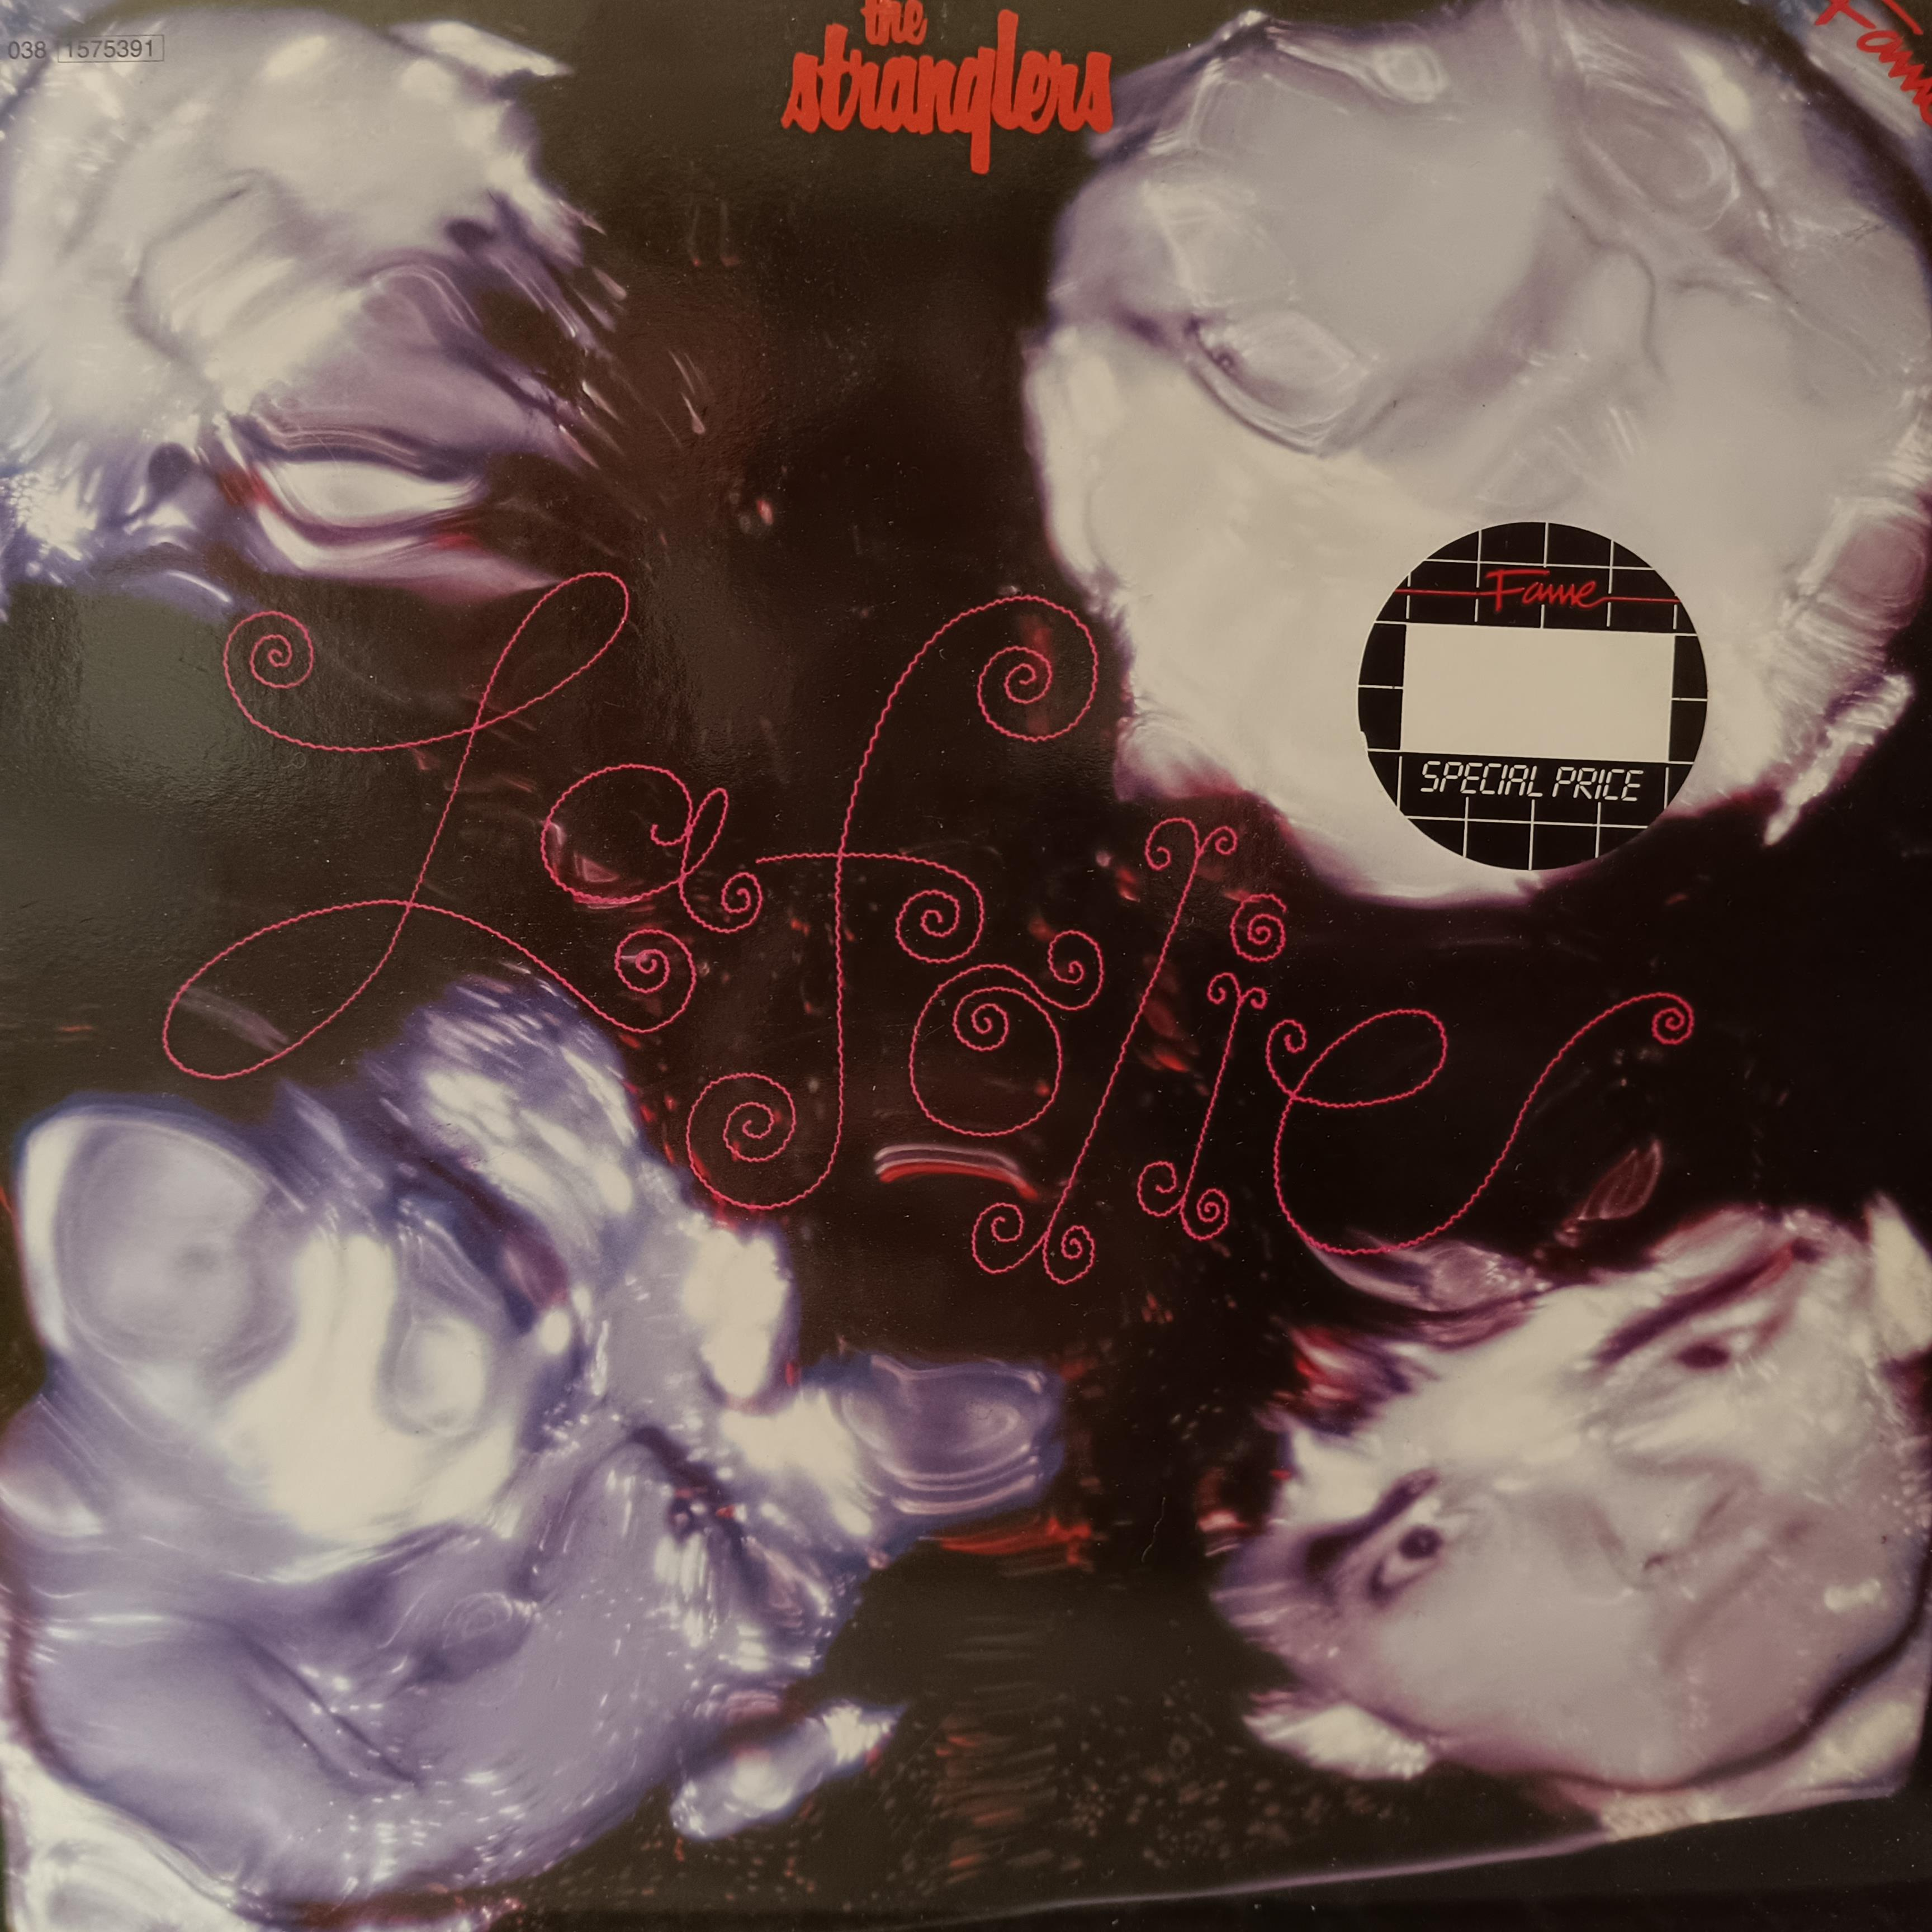 038 1575391
the
stranglers
Fame
Fame
SPECIAL PRICE
La folie